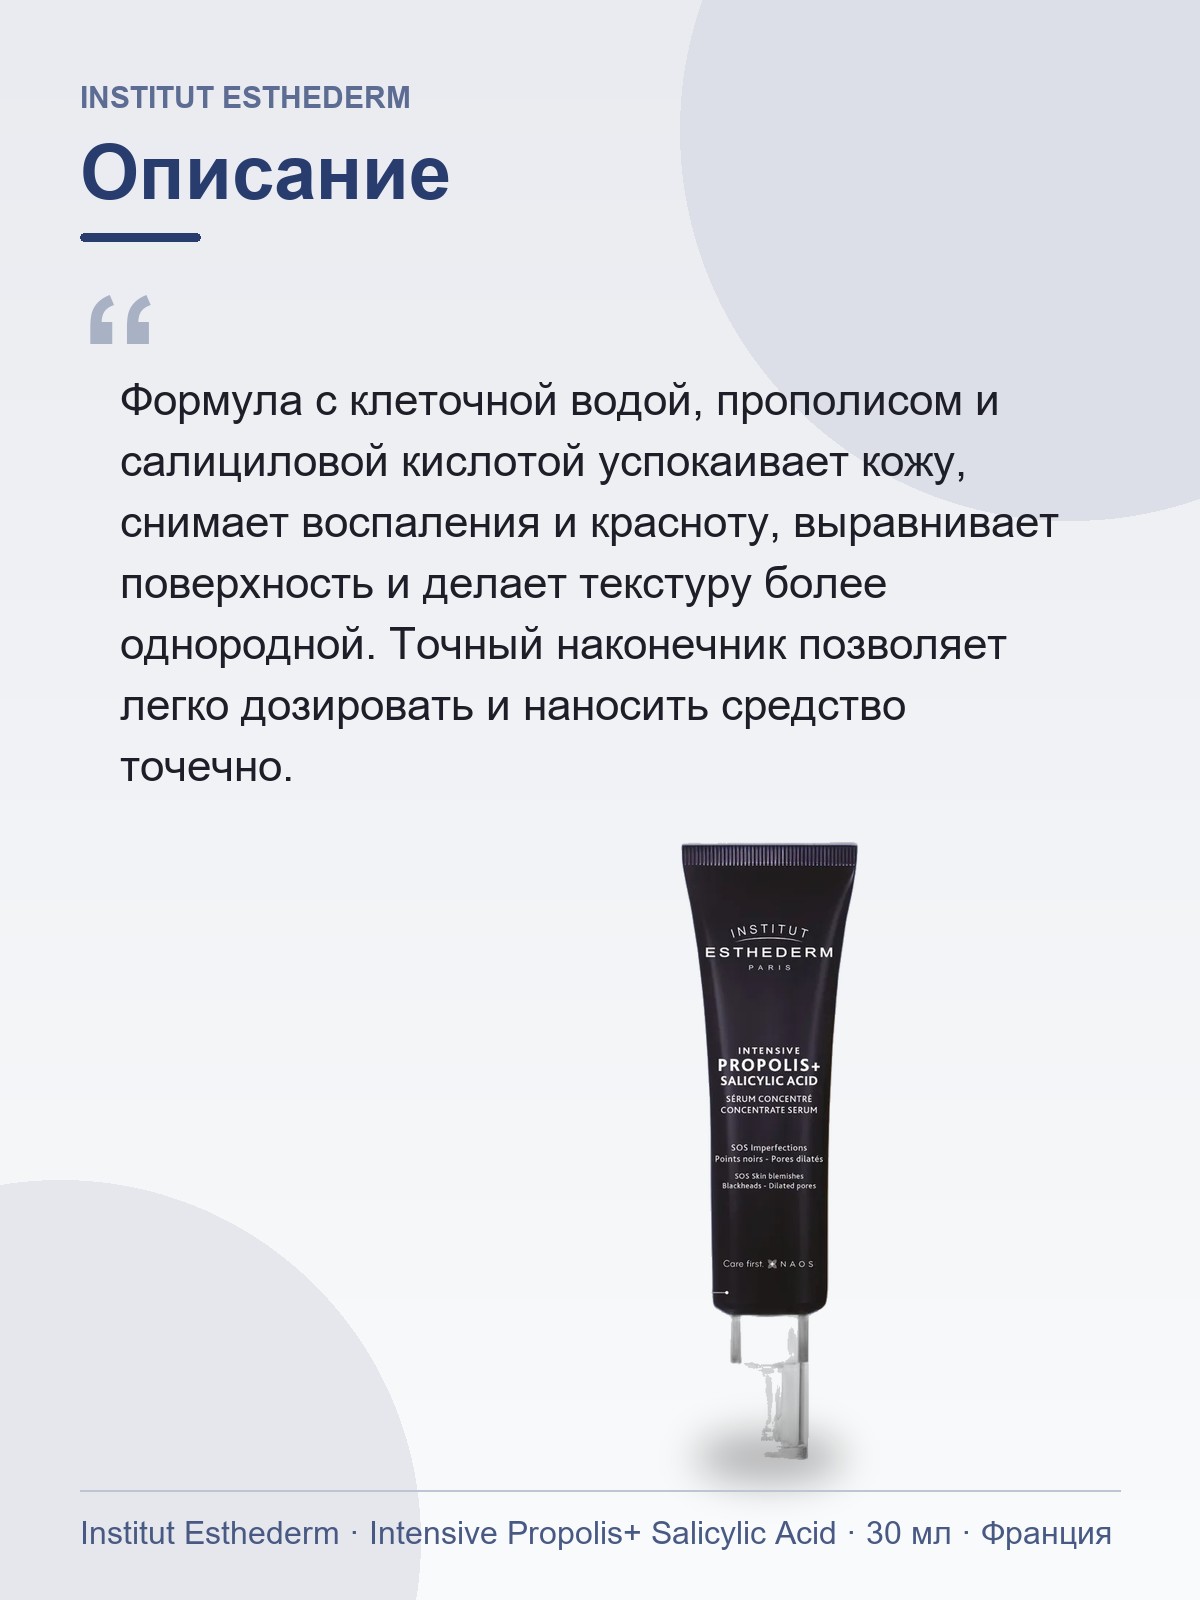 INSTITUT ESTHEDERM
Описание
“
Формула с клеточной водой, прополисом и
салициловой кислотой успокаивает кожу,
снимает воспаления и красноту, выравнивает
поверхность и делает текстуру более
однородной. Точный наконечник позволяет
легко дозировать и наносить средство
точечно.
INSTITUT
ESTHEDERM
PARIS
INTENSIVE
PROPOLIS+
SALICYLIC ACID
SÉRUM CONCENTRÉ
CONCENTRATE SERUM
SOS Imperfections
Points noirs - Pores dilatés
SOS Skin blemishes
Blackheads - Dilated pores
Care first. NAOS
Institut Esthederm · Intensive Propolis+ Salicylic Acid · 30 мл · Франция